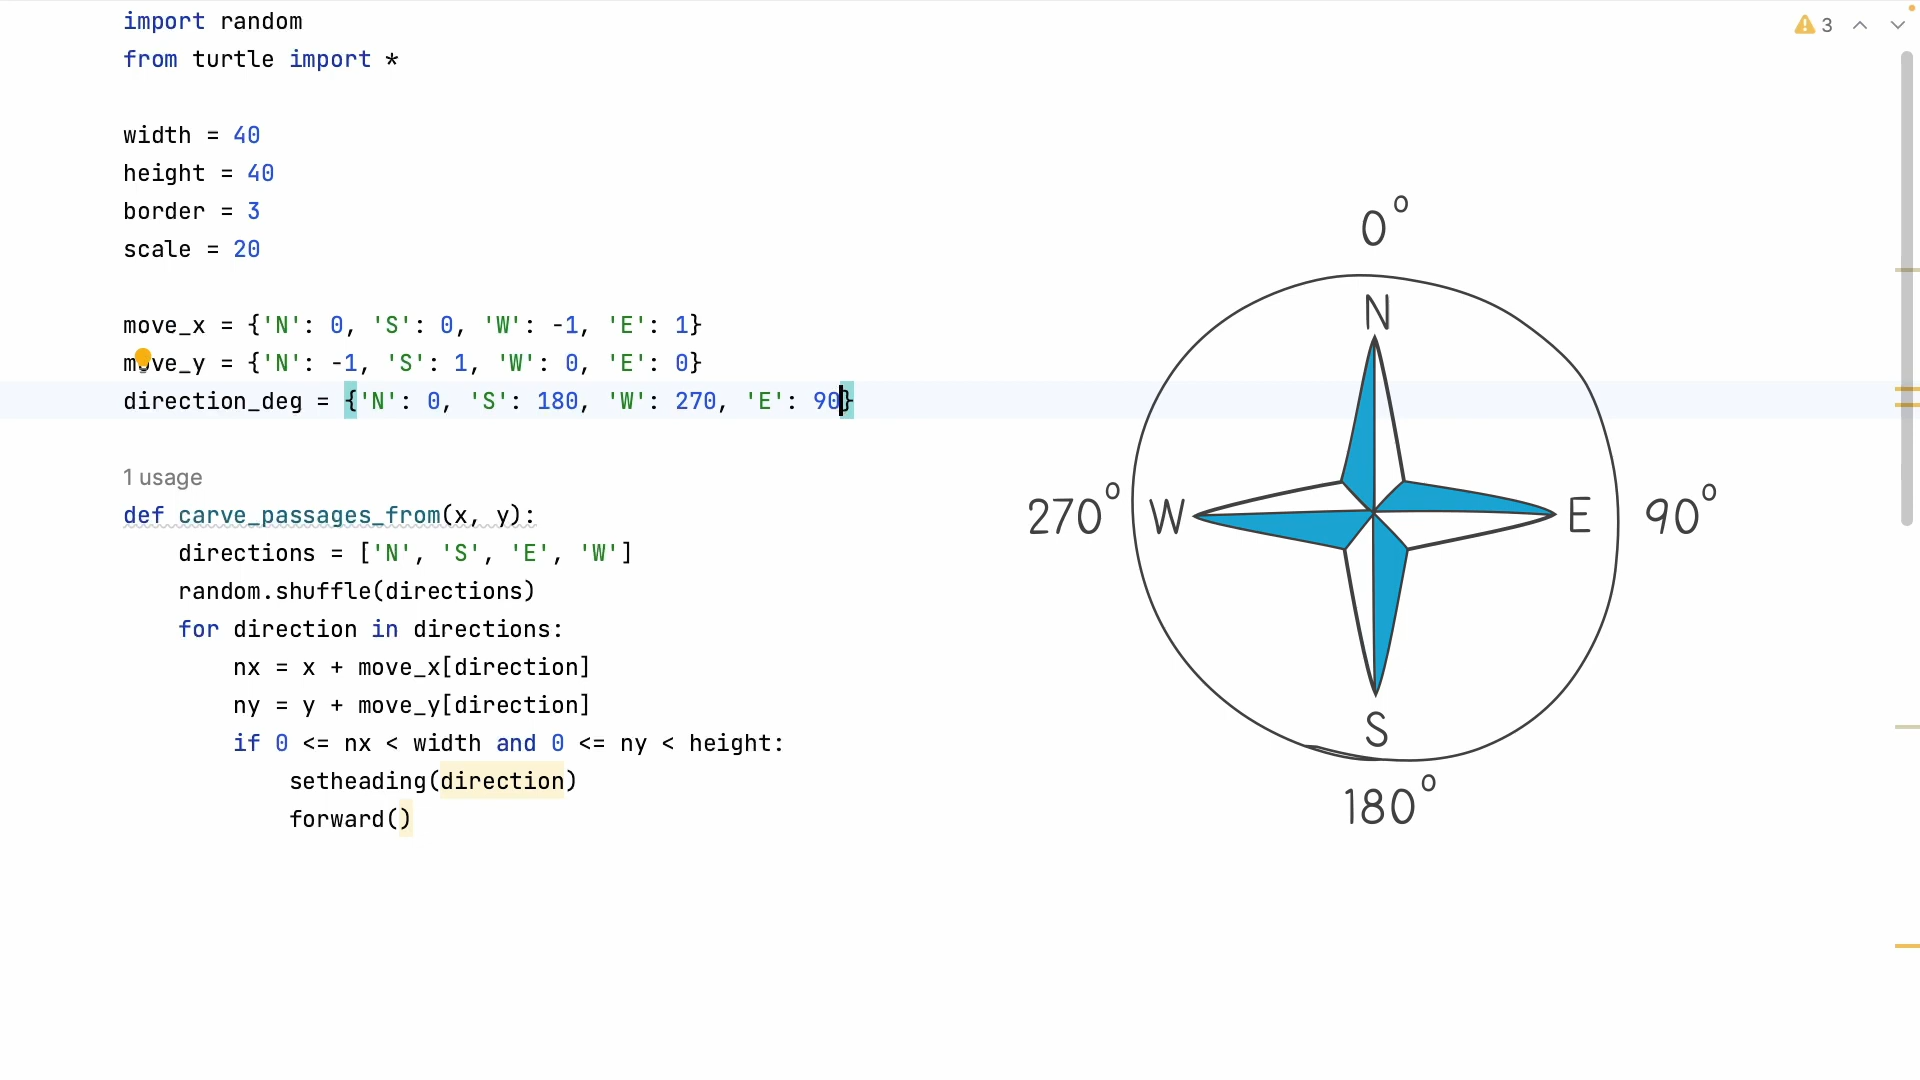 import random
from turtle import *
width = 40
height = 40
border = 3
scale = 20
move_x = {'N': 0, 'S': 0, 'W': -1, 'E': 1}
move_y = {'N': -1, 'S': 1, 'W': 0, 'E': 0}
direction_deg = {'N': 0, 'S': 180, 'W': 270, 'E': 90}
1 usage
def carve_passages_from(x, y):
    directions = ['N', 'S', 'E', 'W']
    random.shuffle(directions)
    for direction in directions:
        nx = x + move_x[direction]
        ny = y + move_y[direction]
        if 0 <= nx < width and 0 <= ny < height:
            setheading(direction)
            forward()
3
0°
N
270° W
E 90°
S
180°